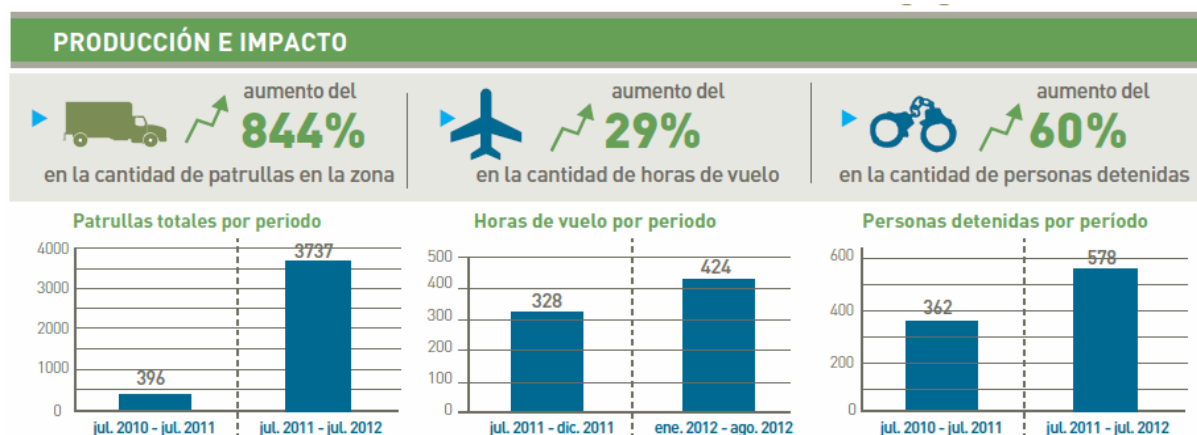 PRODUCCIÓN E IMPACTO
aumento del
844%
en la cantidad de patrullas en la zona
aumento del
29%
en la cantidad de horas de vuelo
aumento del
60%
en la cantidad de personas detenidas
Patrullas totales por periodo
4000
3000
2000
1000
0
396
3737
jul. 2010 - jul. 2011
jul. 2011 - jul. 2012
Horas de vuelo por periodo
500
400
300
200
100
0
328
424
jul. 2011 - dic. 2011
ene. 2012 - ago. 2012
Personas detenidas por período
600
400
200
0
362
578
jul. 2010 - jul. 2011
jul. 2011 - jul. 2012